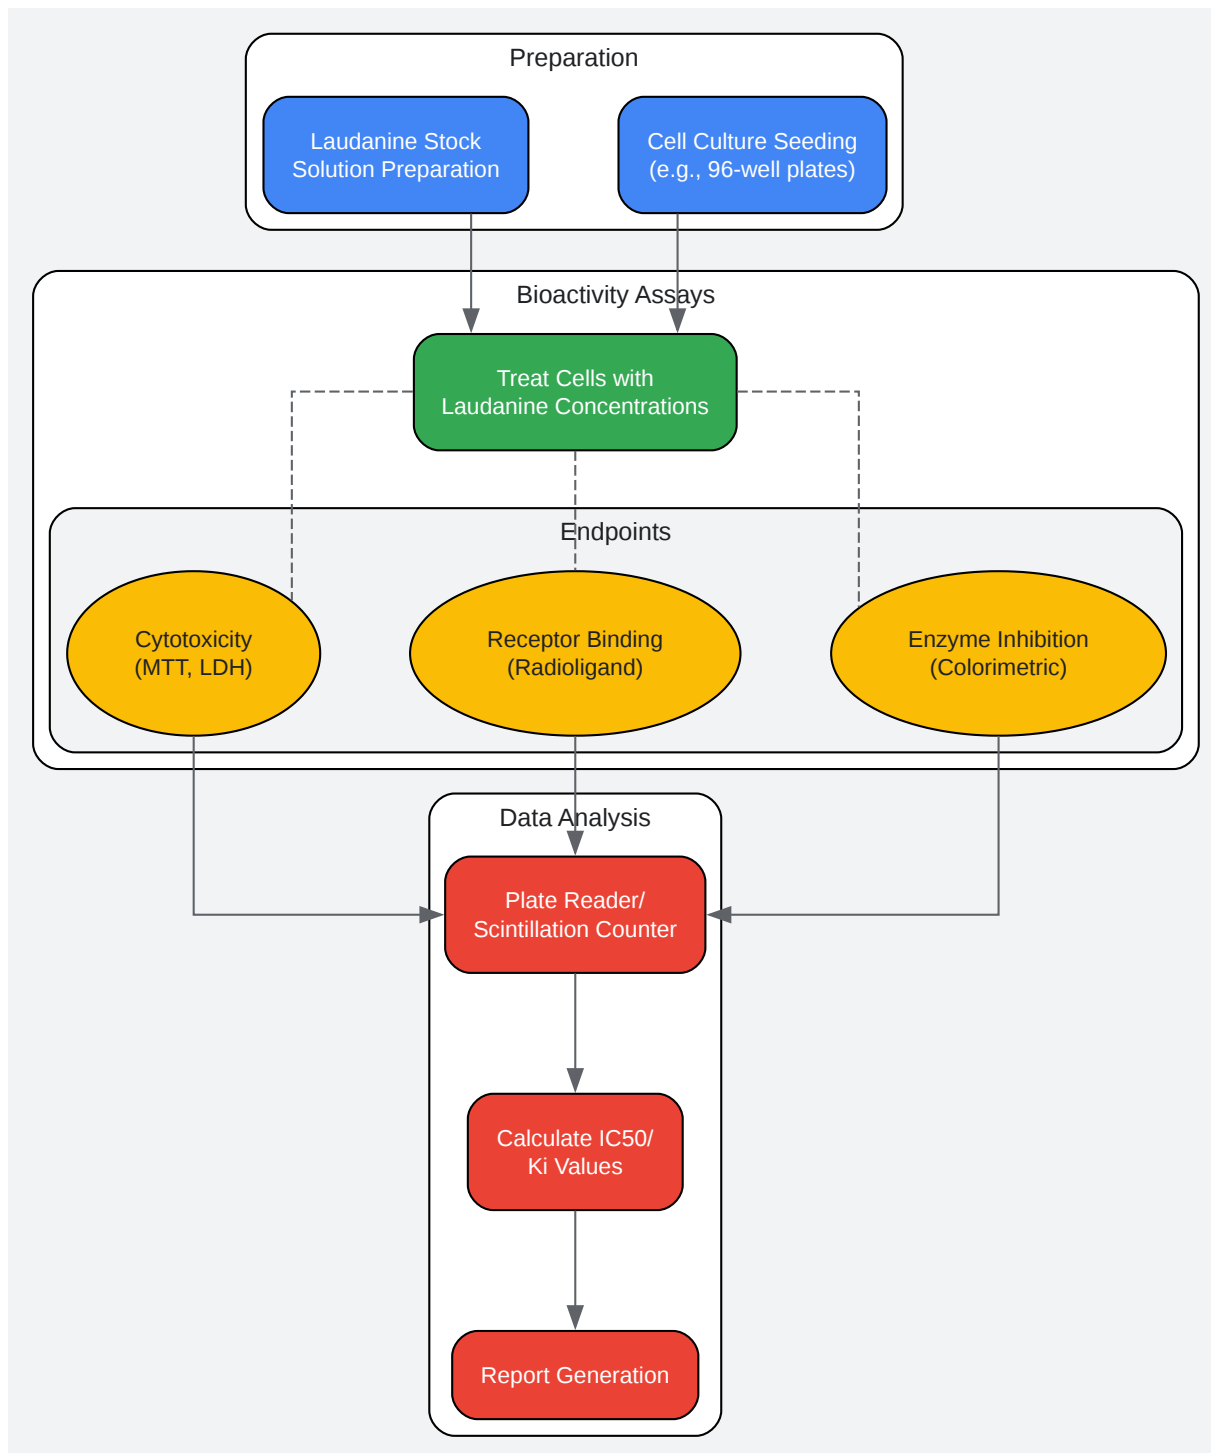 Preparation
Laudanine Stock
Solution Preparation
Cell Culture Seeding
(e.g., 96-well plates)
Bioactivity Assays
Treat Cells with
Laudanine Concentrations
Endpoints
Cytotoxicity
(MTT, LDH)
Receptor Binding
(Radioligand)
Enzyme Inhibition
(Colorimetric)
Data Analysis
Plate Reader/
Scintillation Counter
Calculate IC50/
Ki Values
Report Generation